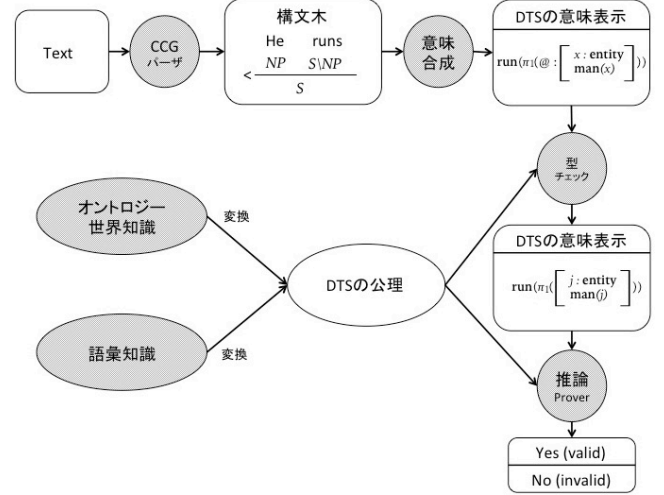 Text
CCG
パーザ
構文木
He runs
NP S\NP
<
S
意味
合成
DTSの意味表示
run(π₁(@ : [ x : entity
man(x) ]))
型
チェック
オントロジー
世界知識
変換
DTSの公理
DTSの意味表示
run(π₁([ j : entity
man(j) ]))
語彙知識
変換
推論
Prover
Yes (valid)
No (invalid)